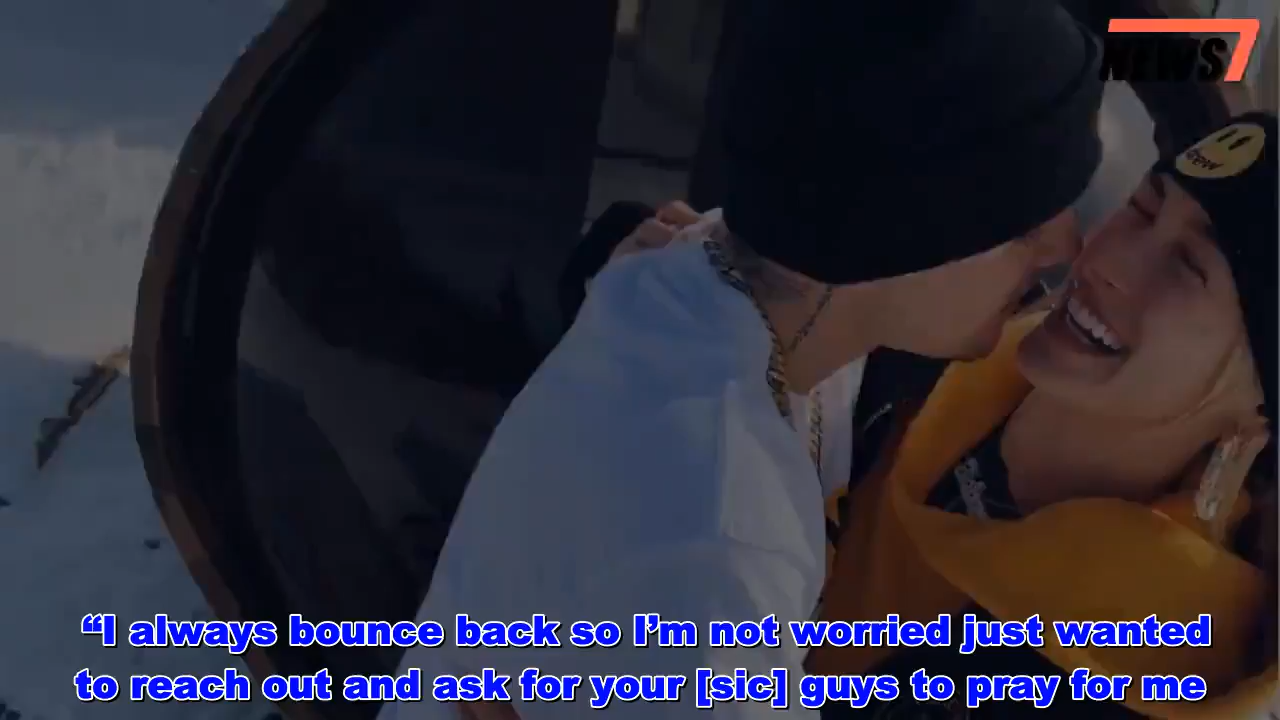 NEWS7
drew
“I always bounce back so I’m not worried just wanted
to reach out and ask for your [sic] guys to pray for me